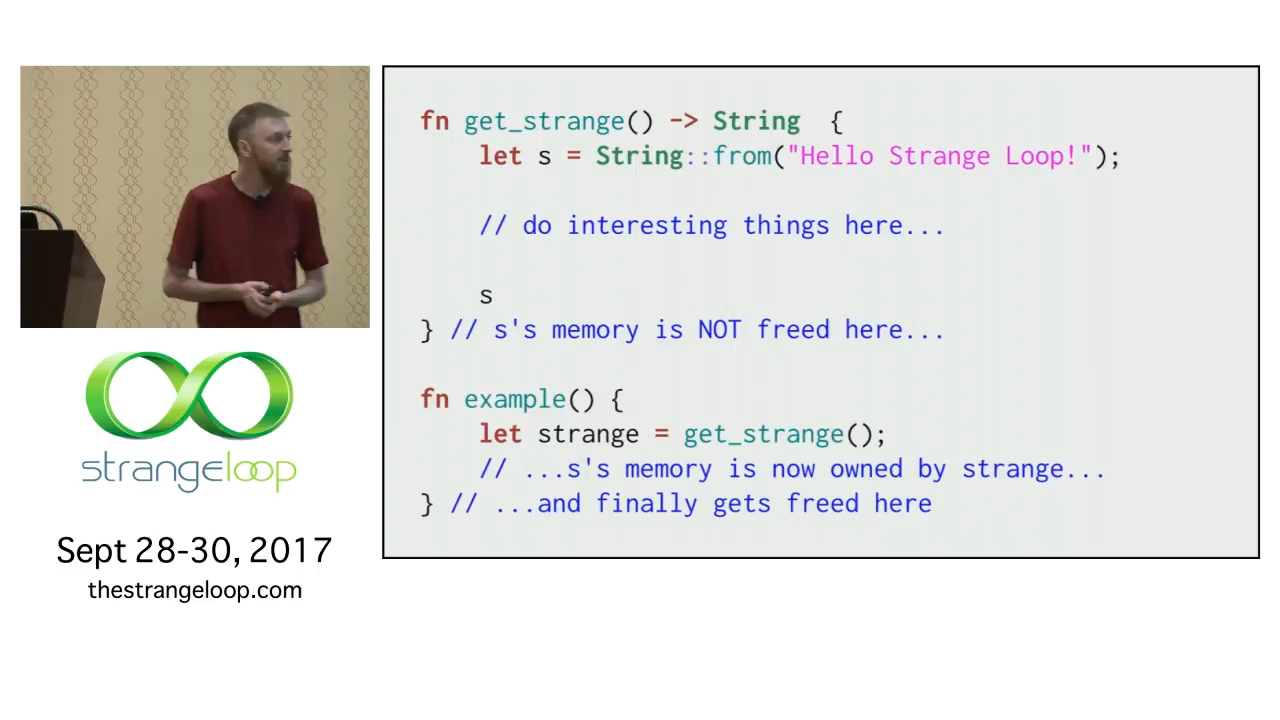 fn get_strange() -> String  {
    let s = String::from("Hello Strange Loop!");

    // do interesting things here...

    s
} // s's memory is NOT freed here...

fn example() {
    let strange = get_strange();
    // ...s's memory is now owned by strange...
} // ...and finally gets freed here
strangeloop
Sept 28-30, 2017
thestrangeloop.com